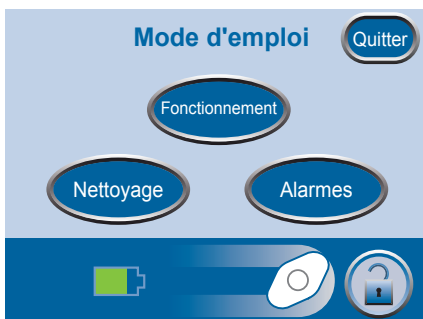 Mode d'emploi
Quitter
Fonctionnement
Nettoyage
Alarmes